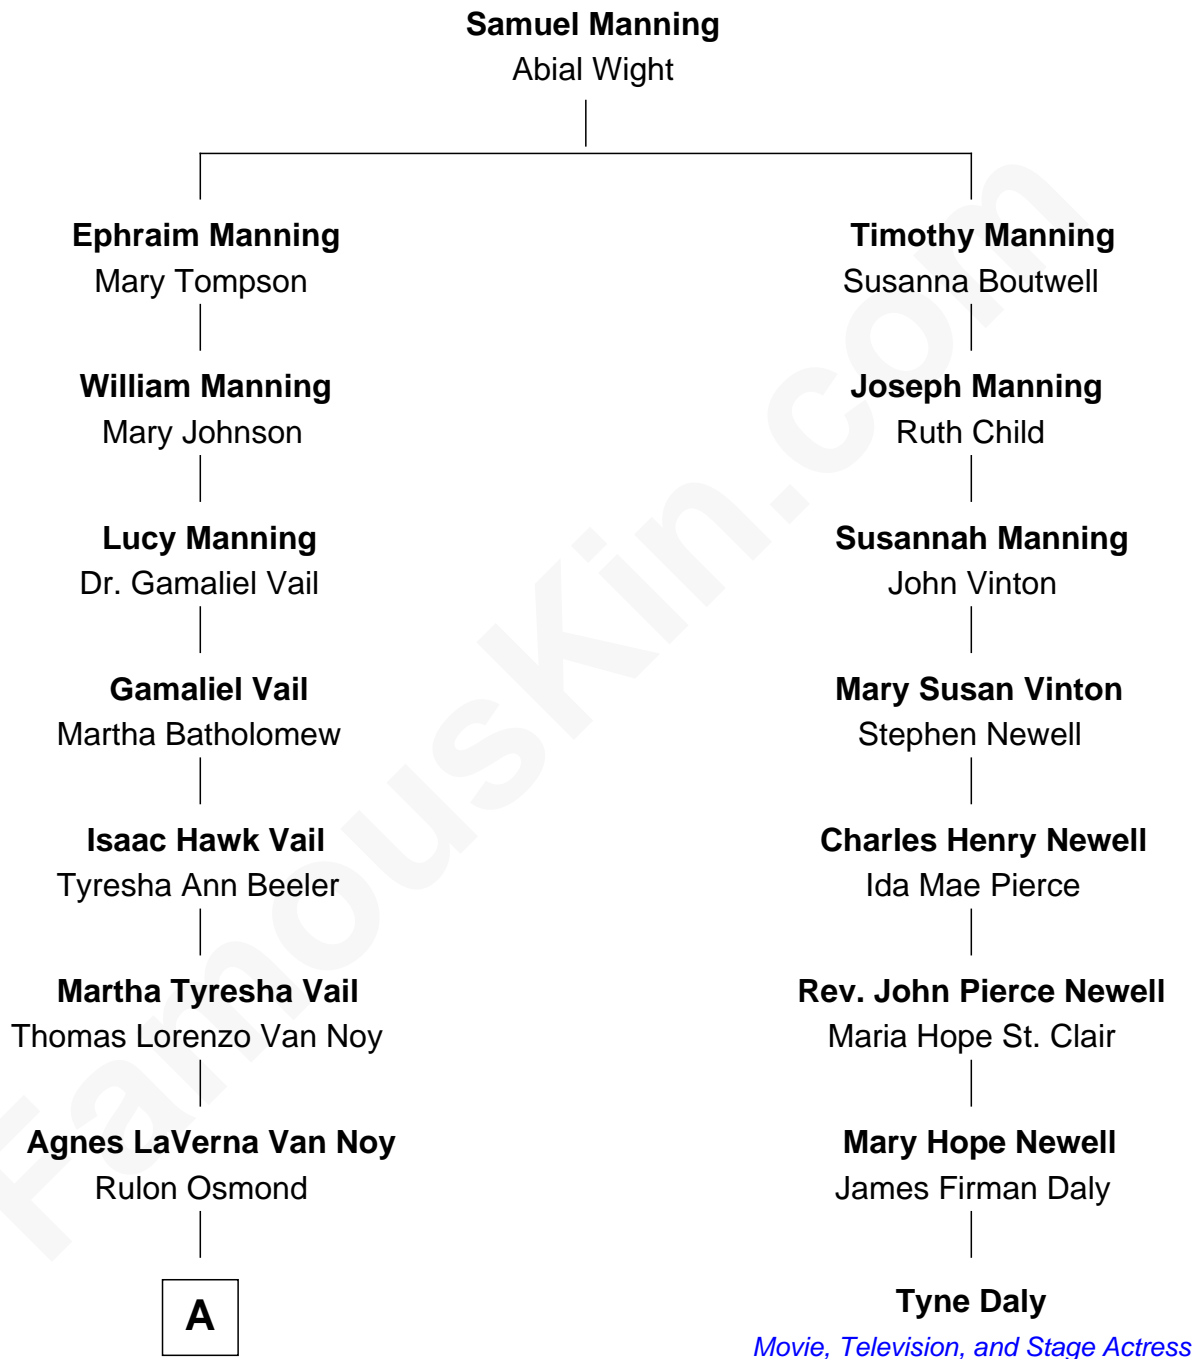 Samuel Manning
Abial Wight
Ephraim Manning
Mary Tompson
William Manning
Mary Johnson
Lucy Manning
Dr. Gamaliel Vail
Gamaliel Vail
Martha Batholomew
Isaac Hawk Vail
Tyresha Ann Beeler
Martha Tyresha Vail
Thomas Lorenzo Van Noy
Agnes LaVerna Van Noy
Rulon Osmond
A
Timothy Manning
Susanna Boutwell
Joseph Manning
Ruth Child
Susannah Manning
John Vinton
Mary Susan Vinton
Stephen Newell
Charles Henry Newell
Ida Mae Pierce
Rev. John Pierce Newell
Maria Hope St. Clair
Mary Hope Newell
James Firman Daly
Tyne Daly
Movie, Television, and Stage Actress
FamousKin.com